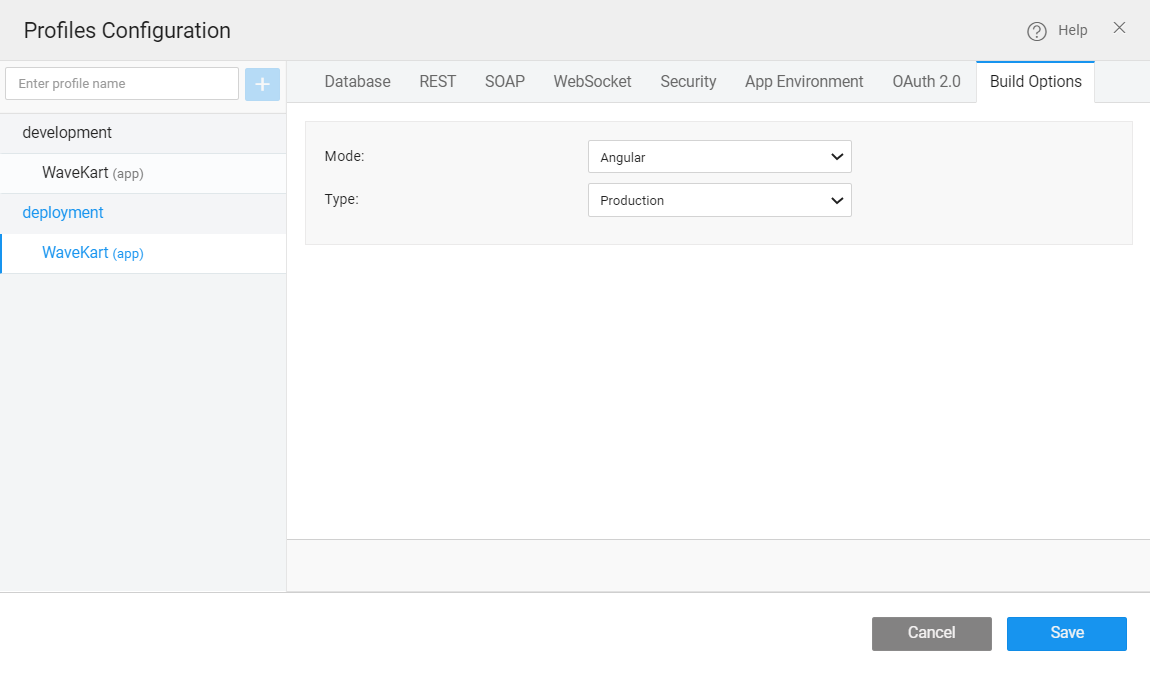 Profiles Configuration
Help
Enter profile name
Database REST SOAP WebSocket Security App Environment OAuth 2.0 Build Options
development
WaveKart (app)
deployment
WaveKart (app)
Mode: Angular
Type: Production
Cancel Save